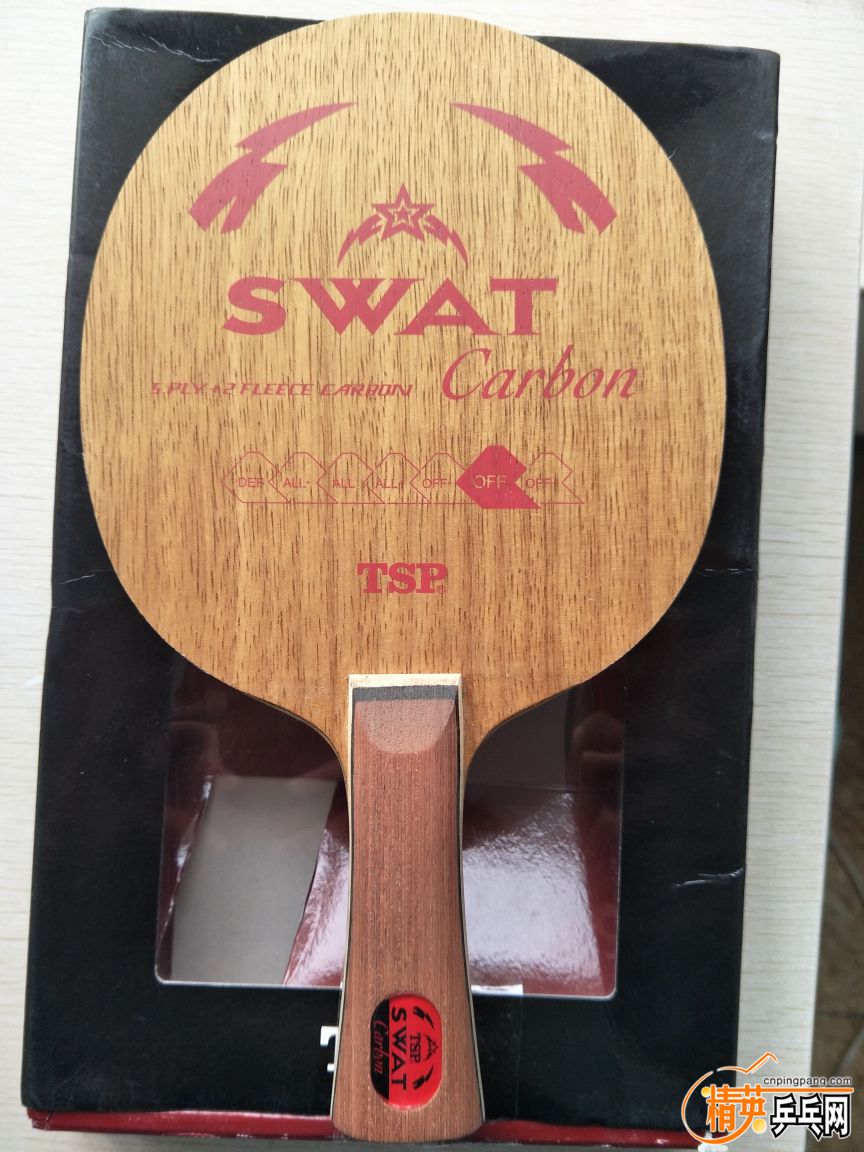 SWAT
Carbon
5 PLY +2 FLEECE CARBON
DEF ALL- ALL ALL+ OFF- OFF OFF+
TSP®
TSP
SWAT
Carbon
cnpingpang.com
精英乒乓网